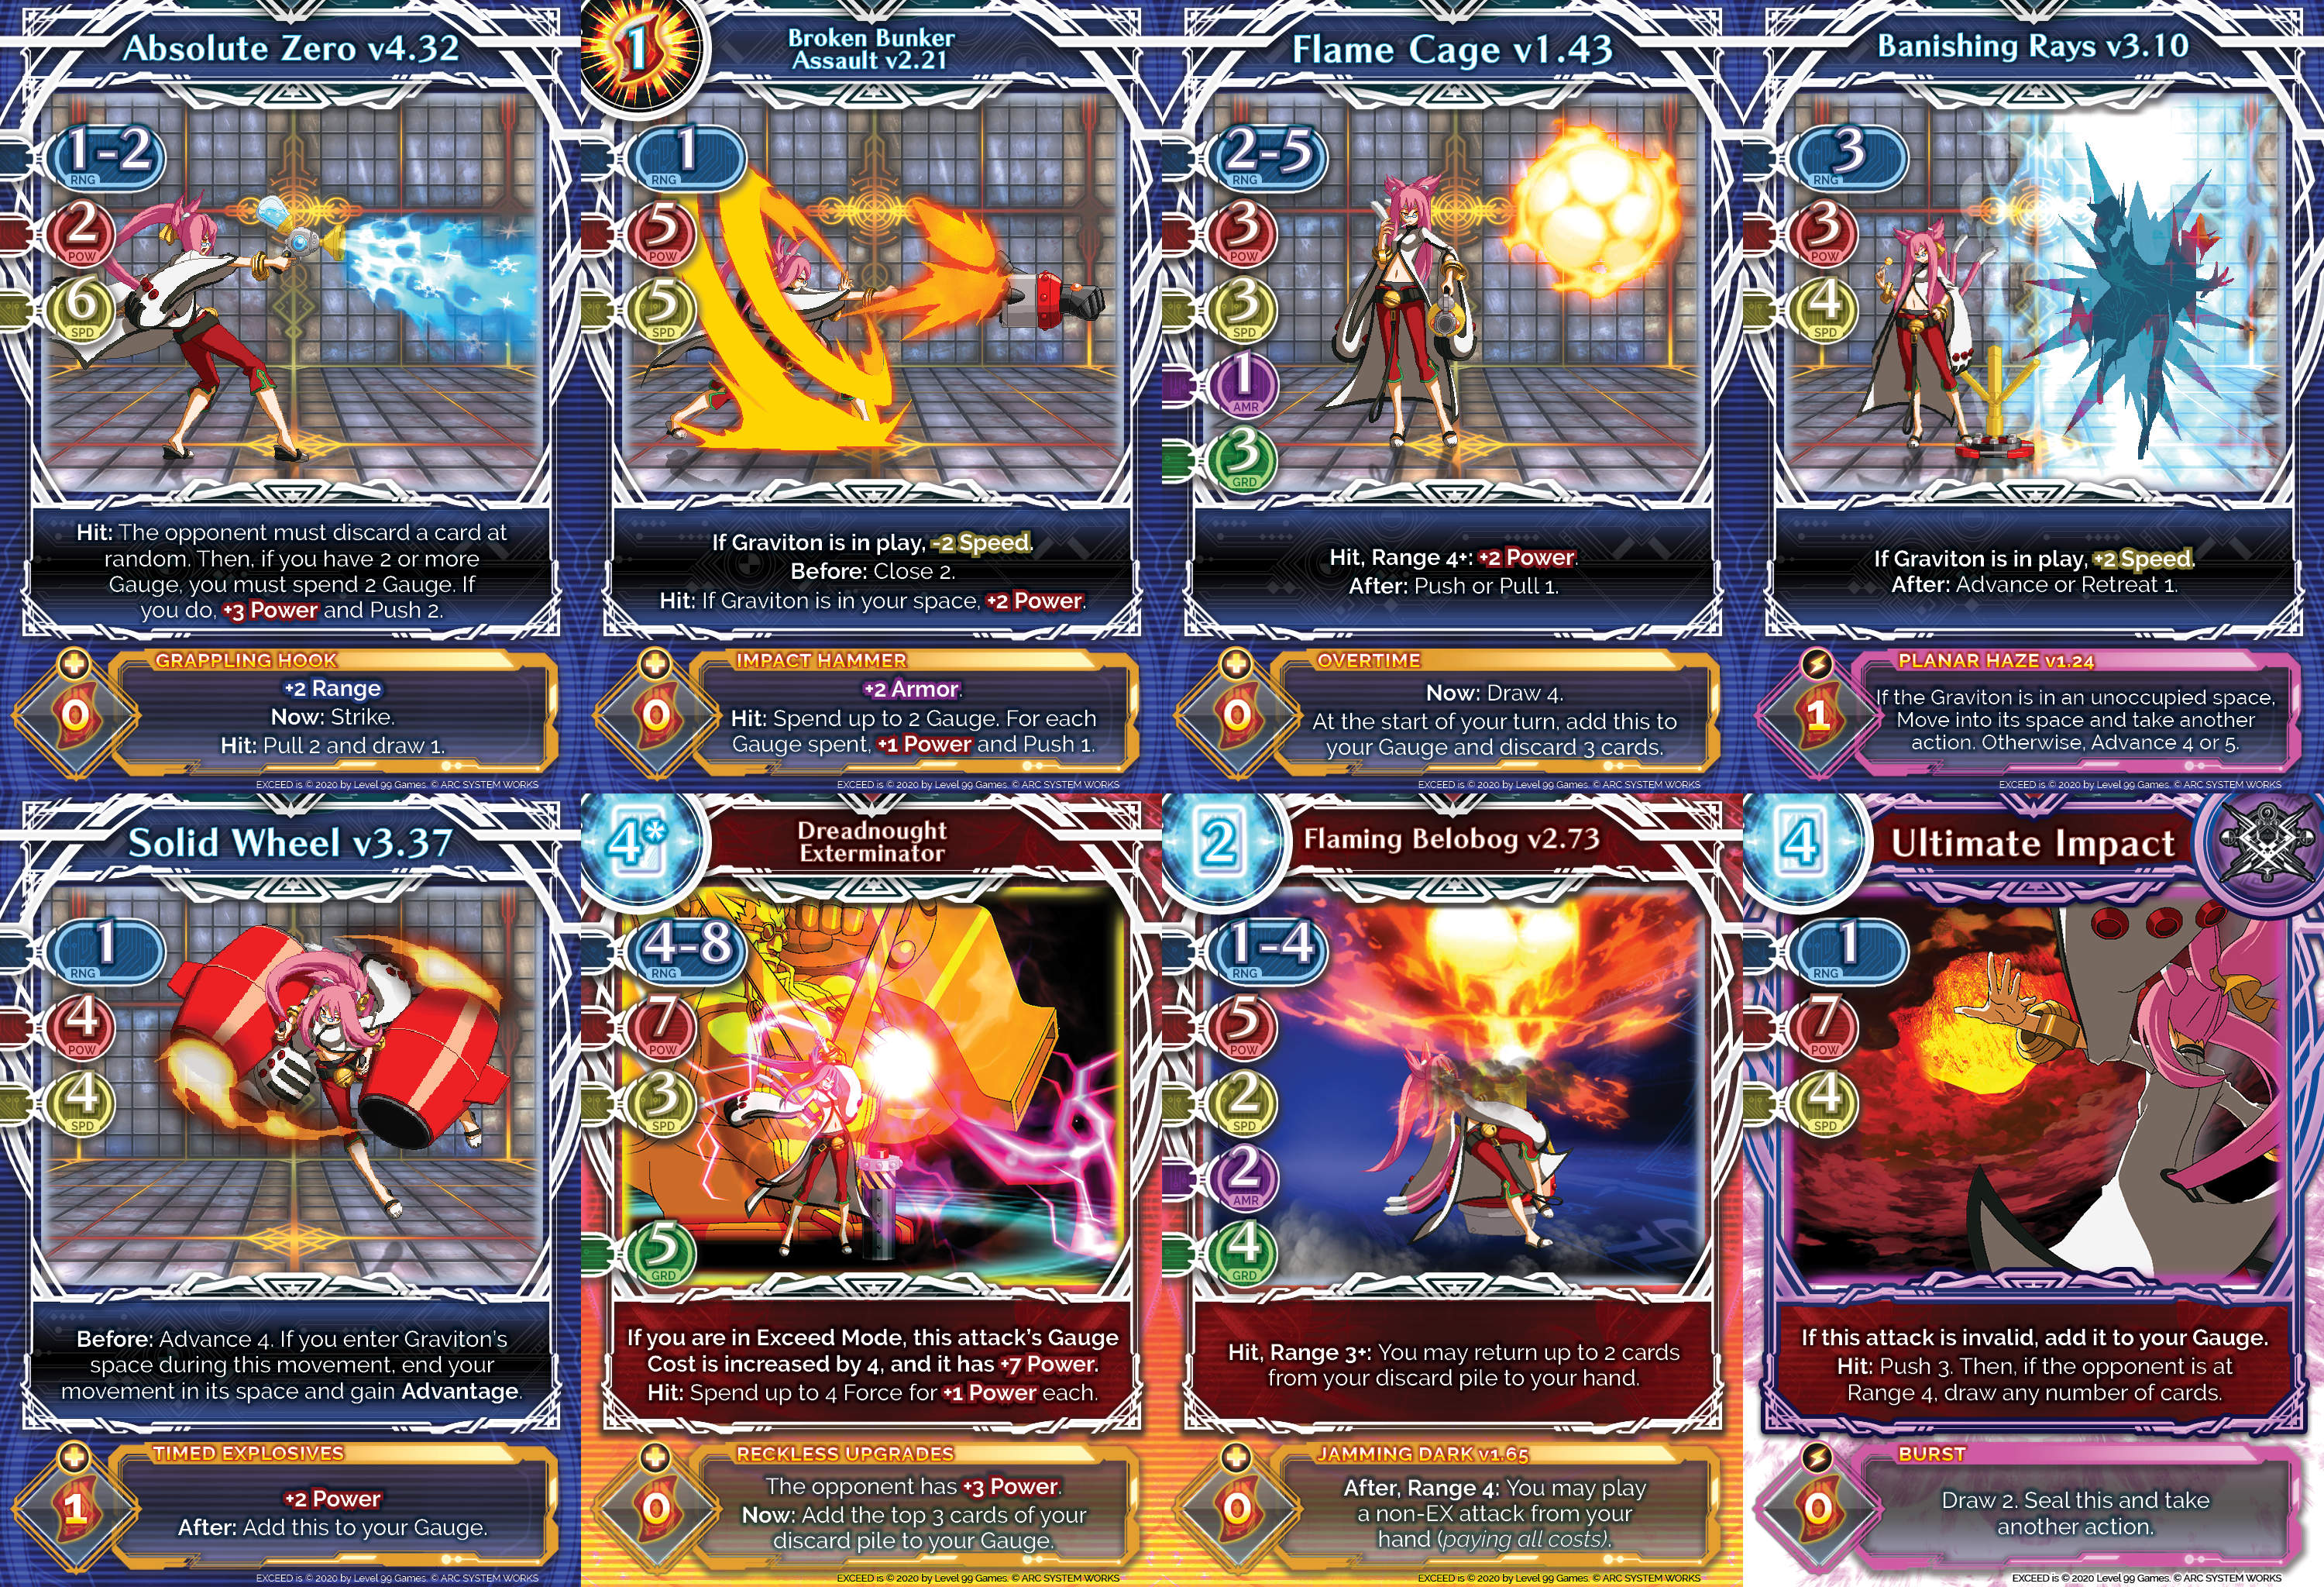 Absolute Zero v4.32
1-2
RNG
2
POW
6
SPD
Hit: The opponent must discard a card at
random. Then, if you have 2 or more
Gauge, you must spend 2 Gauge. If
you do, +3 Power and Push 2.
GRAPPLING HOOK
0
+2 Range
Now: Strike.
Hit: Pull 2 and draw 1.
EXCEED is © 2020 by Level 99 Games. © ARC SYSTEM WORKS
1
Broken Bunker
Assault v2.21
1
RNG
5
POW
5
SPD
If Graviton is in play, -2 Speed.
Before: Close 2.
Hit: If Graviton is in your space, +2 Power.
IMPACT HAMMER
0
+2 Armor.
Hit: Spend up to 2 Gauge. For each
Gauge spent, +1 Power and Push 1.
EXCEED is © 2020 by Level 99 Games. © ARC SYSTEM WORKS
Flame Cage v1.43
2-5
RNG
3
POW
3
SPD
1
AMR
3
GRD
Hit, Range 4+: +2 Power.
After: Push or Pull 1.
OVERTIME
0
Now: Draw 4.
At the start of your turn, add this to
your Gauge and discard 3 cards.
EXCEED is © 2020 by Level 99 Games. © ARC SYSTEM WORKS
Banishing Rays v3.10
3
RNG
3
POW
4
SPD
If Graviton is in play, +2 Speed.
After: Advance or Retreat 1.
PLANAR HAZE v1.24
1
If the Graviton is in an unoccupied space,
Move into its space and take another
action. Otherwise, Advance 4 or 5.
EXCEED is © 2020 by Level 99 Games. © ARC SYSTEM WORKS
Solid Wheel v3.37
1
RNG
4
POW
4
SPD
Before: Advance 4. If you enter Graviton's
space during this movement, end your
movement in its space and gain Advantage.
TIMED EXPLOSIVES
1
+2 Power
After: Add this to your Gauge.
EXCEED is © 2020 by Level 99 Games. © ARC SYSTEM WORKS
4*
Dreadnought
Exterminator
4-8
RNG
7
POW
3
SPD
5
GRD
If you are in Exceed Mode, this attack's Gauge
Cost is increased by 4, and it has +7 Power.
Hit: Spend up to 4 Force for +1 Power each.
RECKLESS UPGRADES
0
The opponent has +3 Power.
Now: Add the top 3 cards of your
discard pile to your Gauge.
EXCEED is © 2020 by Level 99 Games. © ARC SYSTEM WORKS
2
Flaming Belobog v2.73
1-4
RNG
5
POW
2
SPD
2
AMR
4
GRD
Hit, Range 3+: You may return up to 2 cards
from your discard pile to your hand.
JAMMING DARK v1.65
0
After, Range 4: You may play
a non-EX attack from your
hand (paying all costs).
EXCEED is © 2020 by Level 99 Games. © ARC SYSTEM WORKS
4
Ultimate Impact
1
RNG
7
POW
4
SPD
If this attack is invalid, add it to your Gauge.
Hit: Push 3. Then, if the opponent is at
Range 4, draw any number of cards.
BURST
0
Draw 2. Seal this and take
another action.
EXCEED is © 2020 by Level 99 Games. © ARC SYSTEM WORKS